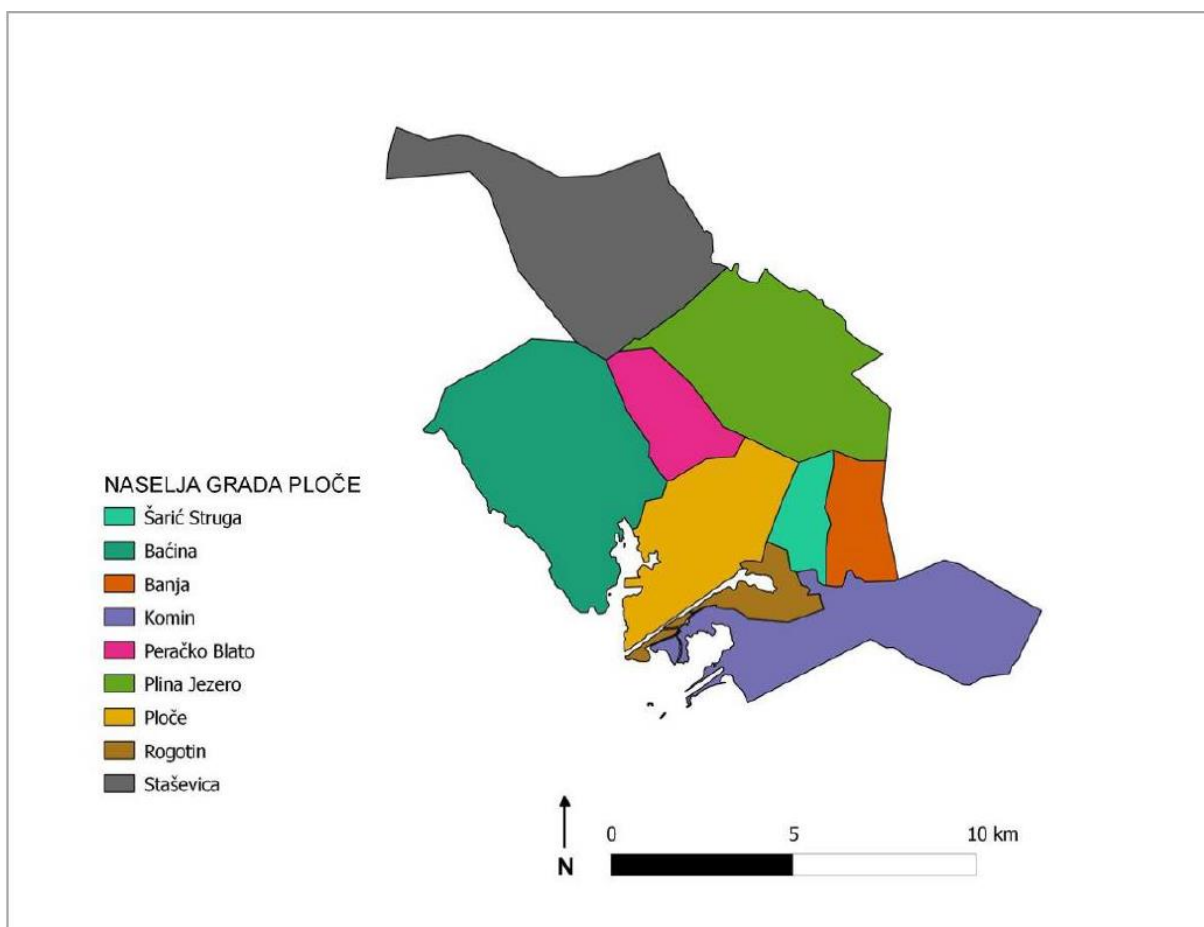 NASELJA GRADA PLOČE
Šarić Struga
Baćina
Banja
Komin
Peračko Blato
Plina Jezero
Ploče
Rogotin
Staševica
N
0 5 10 km